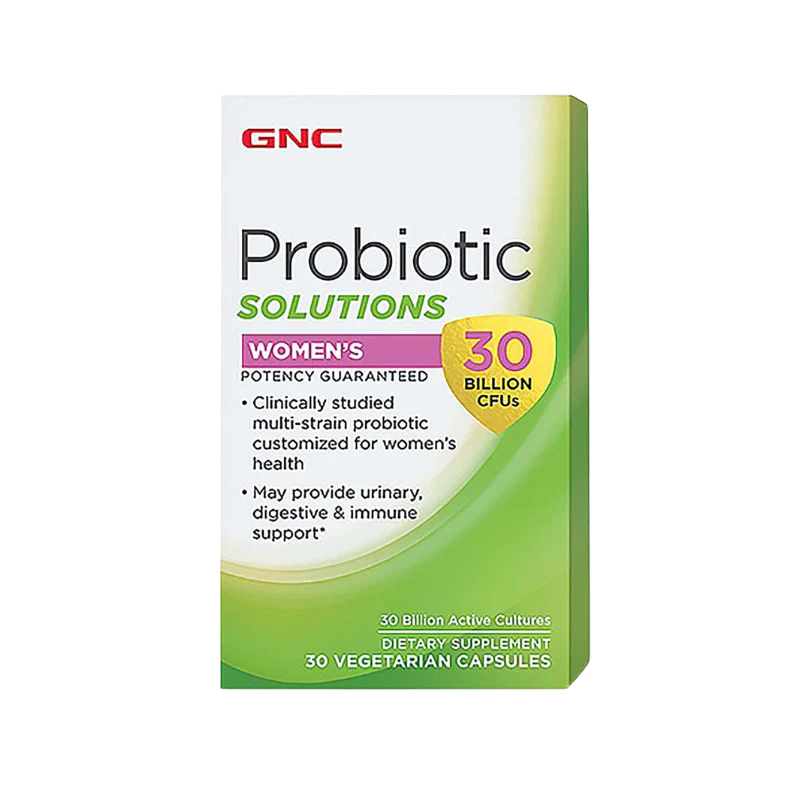 GNC
Probiotic
SOLUTIONS
WOMEN'S
POTENCY GUARANTEED
30
BILLION
CFUs
• Clinically studied
multi-strain probiotic
customized for women's
health
• May provide urinary,
digestive & immune
support*
30 Billion Active Cultures
DIETARY SUPPLEMENT
30 VEGETARIAN CAPSULES